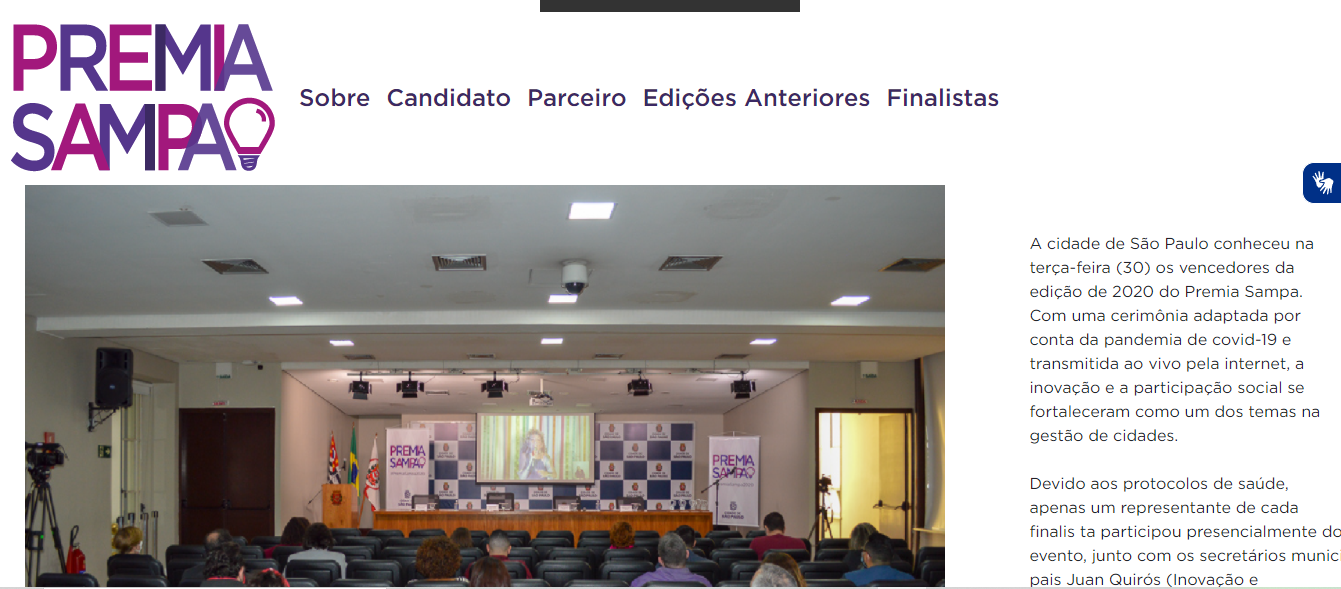 PREMIA
SAMPA
Sobre Candidato Parceiro Edições Anteriores Finalistas
A cidade de São Paulo conheceu na
terça-feira (30) os vencedores da
edição de 2020 do Premia Sampa.
Com uma cerimônia adaptada por
conta da pandemia de covid-19 e
transmitida ao vivo pela internet, a
inovação e a participação social se
fortaleceram como um dos temas na
gestão de cidades.
Devido aos protocolos de saúde,
apenas um representante de cada
finalis ta participou presencialmente do
evento, junto com os secretários munici
pais Juan Quirós (Inovação e
PREMIA
SAMPA
PREMIA
SAMPA
CIDADE DE
SÃO PAULO